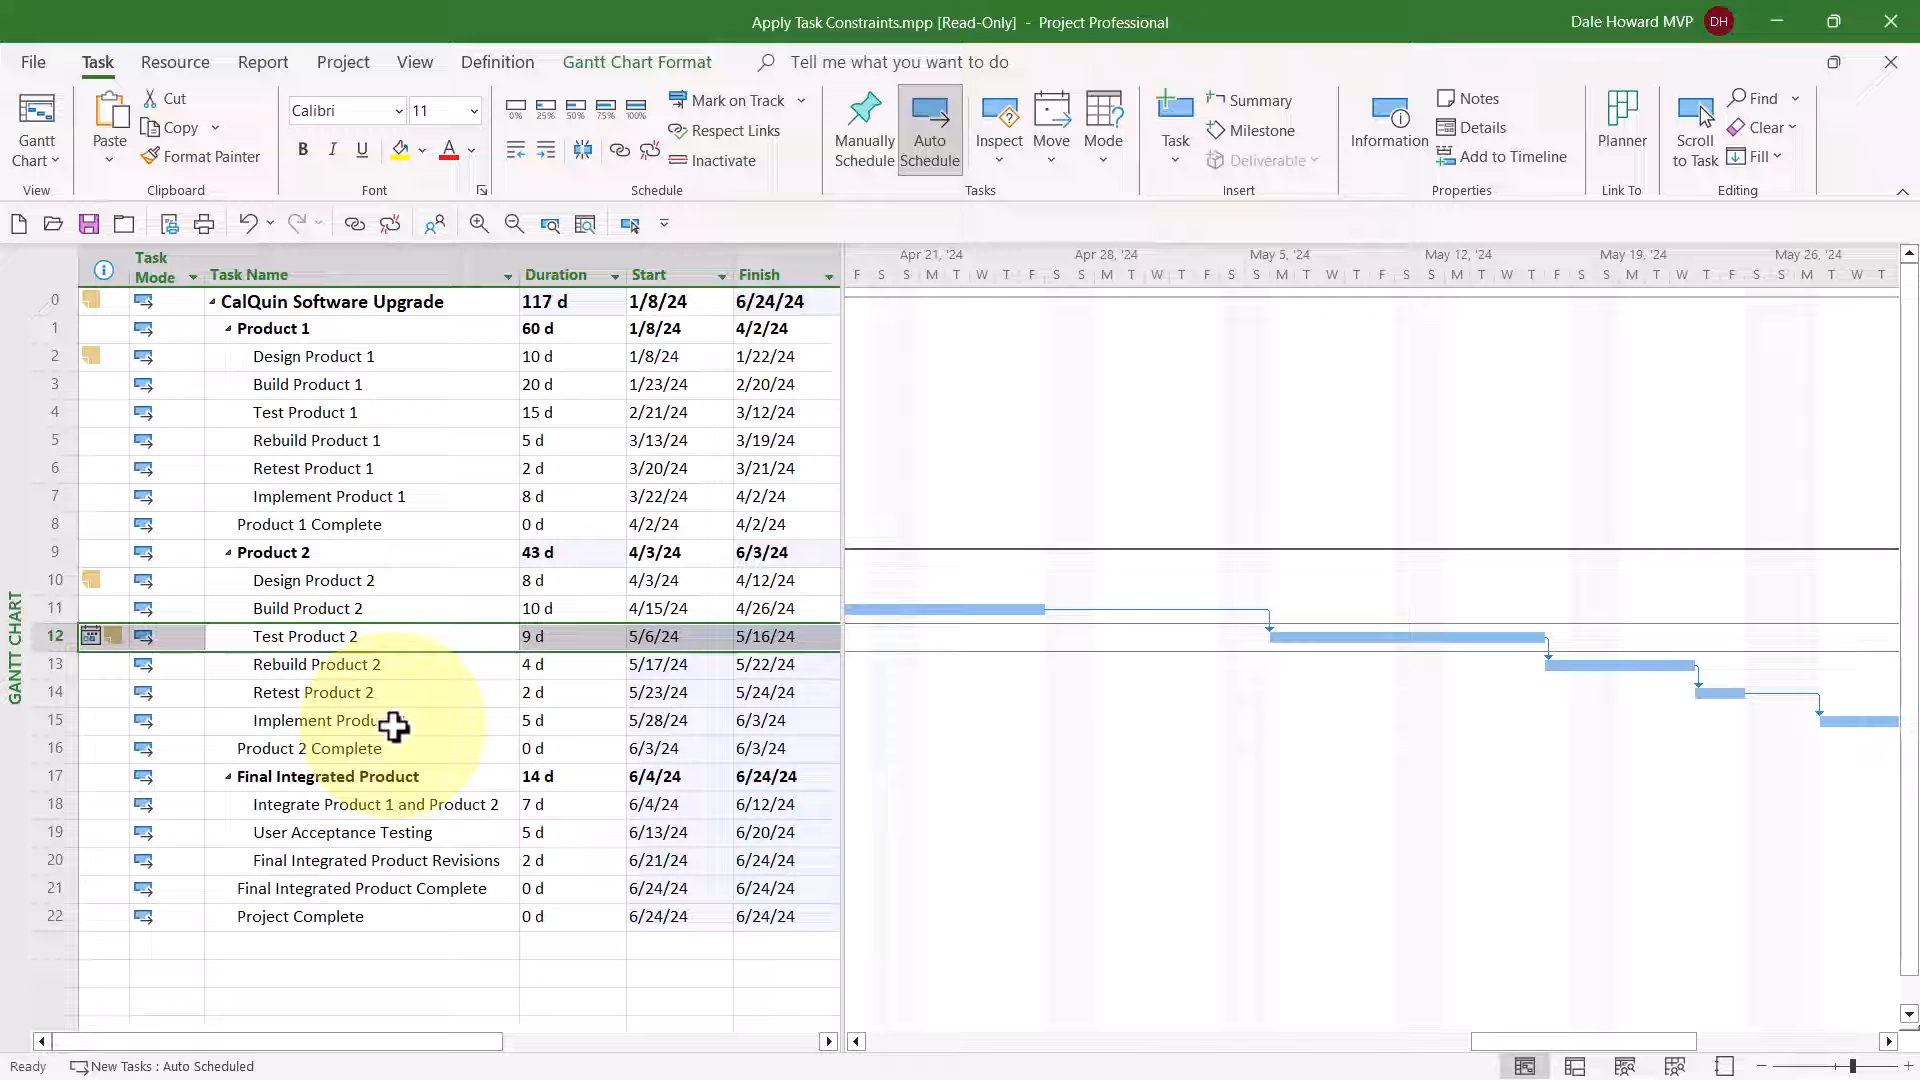 Apply Task Constraints.mpp [Read-Only] - Project Professional
Dale Howard MVP DH
File Task Resource Report Project View Definition Gantt Chart Format Tell me what you want to do
Gantt Chart
View
Paste
Cut
Copy
Format Painter
Clipboard
Calibri 11
B I U A
Font
0% 25% 50% 75% 100%
Mark on Track
Respect Links
Inactivate
Schedule
Manually Schedule
Auto Schedule
Inspect
Move
Mode
Tasks
Task
Summary
Milestone
Deliverable
Insert
Information
Notes
Details
Add to Timeline
Properties
Planner
Link To
Scroll to Task
Find
Clear
Fill
Editing
Task Mode Task Name Duration Start Finish
Apr 21, '24 Apr 28, '24 May 5, '24 May 12, '24 May 19, '24 May 26, '24
F S S M T W T F S S M T W T F S S M T W T F S S M T W T F S S M T W T F S S M T W T
0 CalQuin Software Upgrade 117 d 1/8/24 6/24/24
1 Product 1 60 d 1/8/24 4/2/24
2 Design Product 1 10 d 1/8/24 1/22/24
3 Build Product 1 20 d 1/23/24 2/20/24
4 Test Product 1 15 d 2/21/24 3/12/24
5 Rebuild Product 1 5 d 3/13/24 3/19/24
6 Retest Product 1 2 d 3/20/24 3/21/24
7 Implement Product 1 8 d 3/22/24 4/2/24
8 Product 1 Complete 0 d 4/2/24 4/2/24
9 Product 2 43 d 4/3/24 6/3/24
10 Design Product 2 8 d 4/3/24 4/12/24
11 Build Product 2 10 d 4/15/24 4/26/24
12 Test Product 2 9 d 5/6/24 5/16/24
13 Rebuild Product 2 4 d 5/17/24 5/22/24
14 Retest Product 2 2 d 5/23/24 5/24/24
15 Implement Produ 5 d 5/28/24 6/3/24
16 Product 2 Complete 0 d 6/3/24 6/3/24
17 Final Integrated Product 14 d 6/4/24 6/24/24
18 Integrate Product 1 and Product 2 7 d 6/4/24 6/12/24
19 User Acceptance Testing 5 d 6/13/24 6/20/24
20 Final Integrated Product Revisions 2 d 6/21/24 6/24/24
21 Final Integrated Product Complete 0 d 6/24/24 6/24/24
22 Project Complete 0 d 6/24/24 6/24/24
GANTT CHART
Ready New Tasks : Auto Scheduled